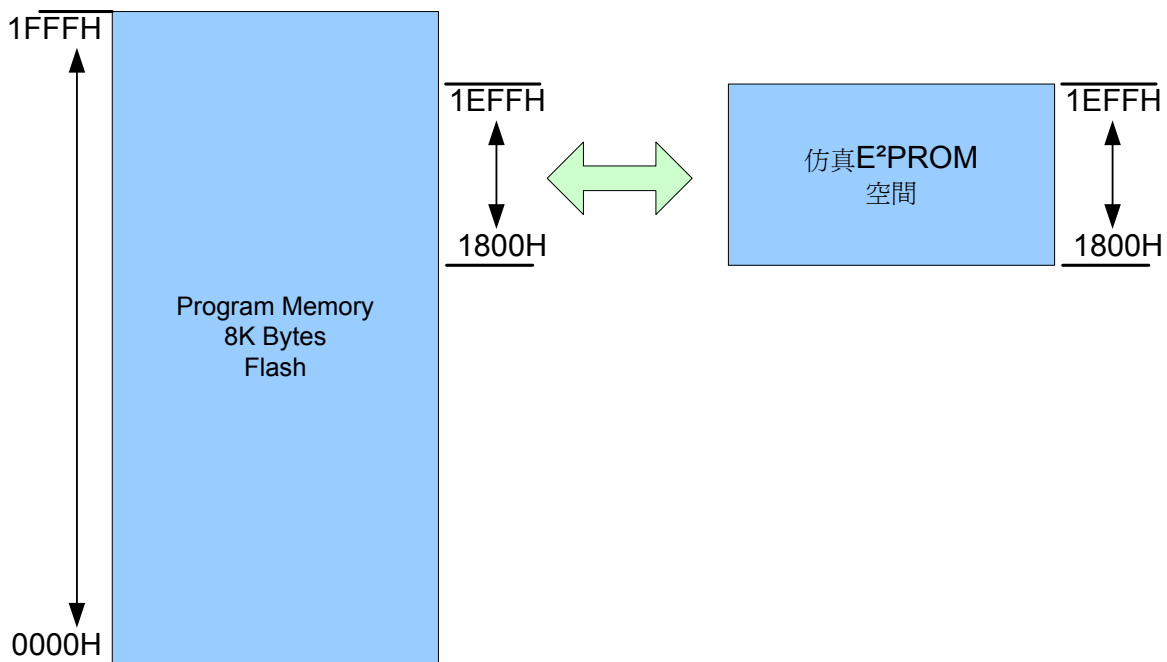 1FFFH
1EFFH
1EFFH
仿真E²PROM
空間
1800H
1800H
Program Memory
8K Bytes
Flash
0000H